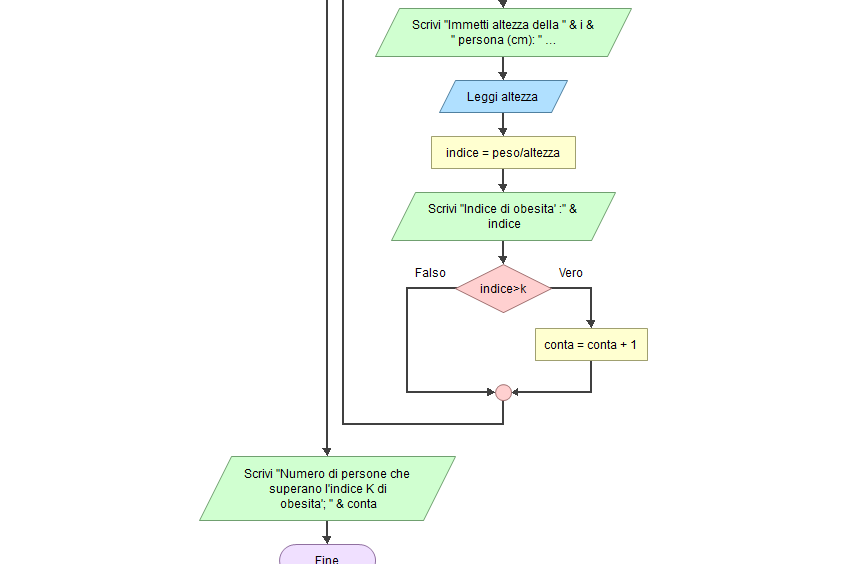 Scrivi "Immetti altezza della " & i &
" persona (cm): " ...
Leggi altezza
indice = peso/altezza
Scrivi "Indice di obesita' :" &
indice
Falso
Vero
indice>k
conta = conta + 1
Scrivi "Numero di persone che
superano l'indice K di
obesita'; " & conta
Fine